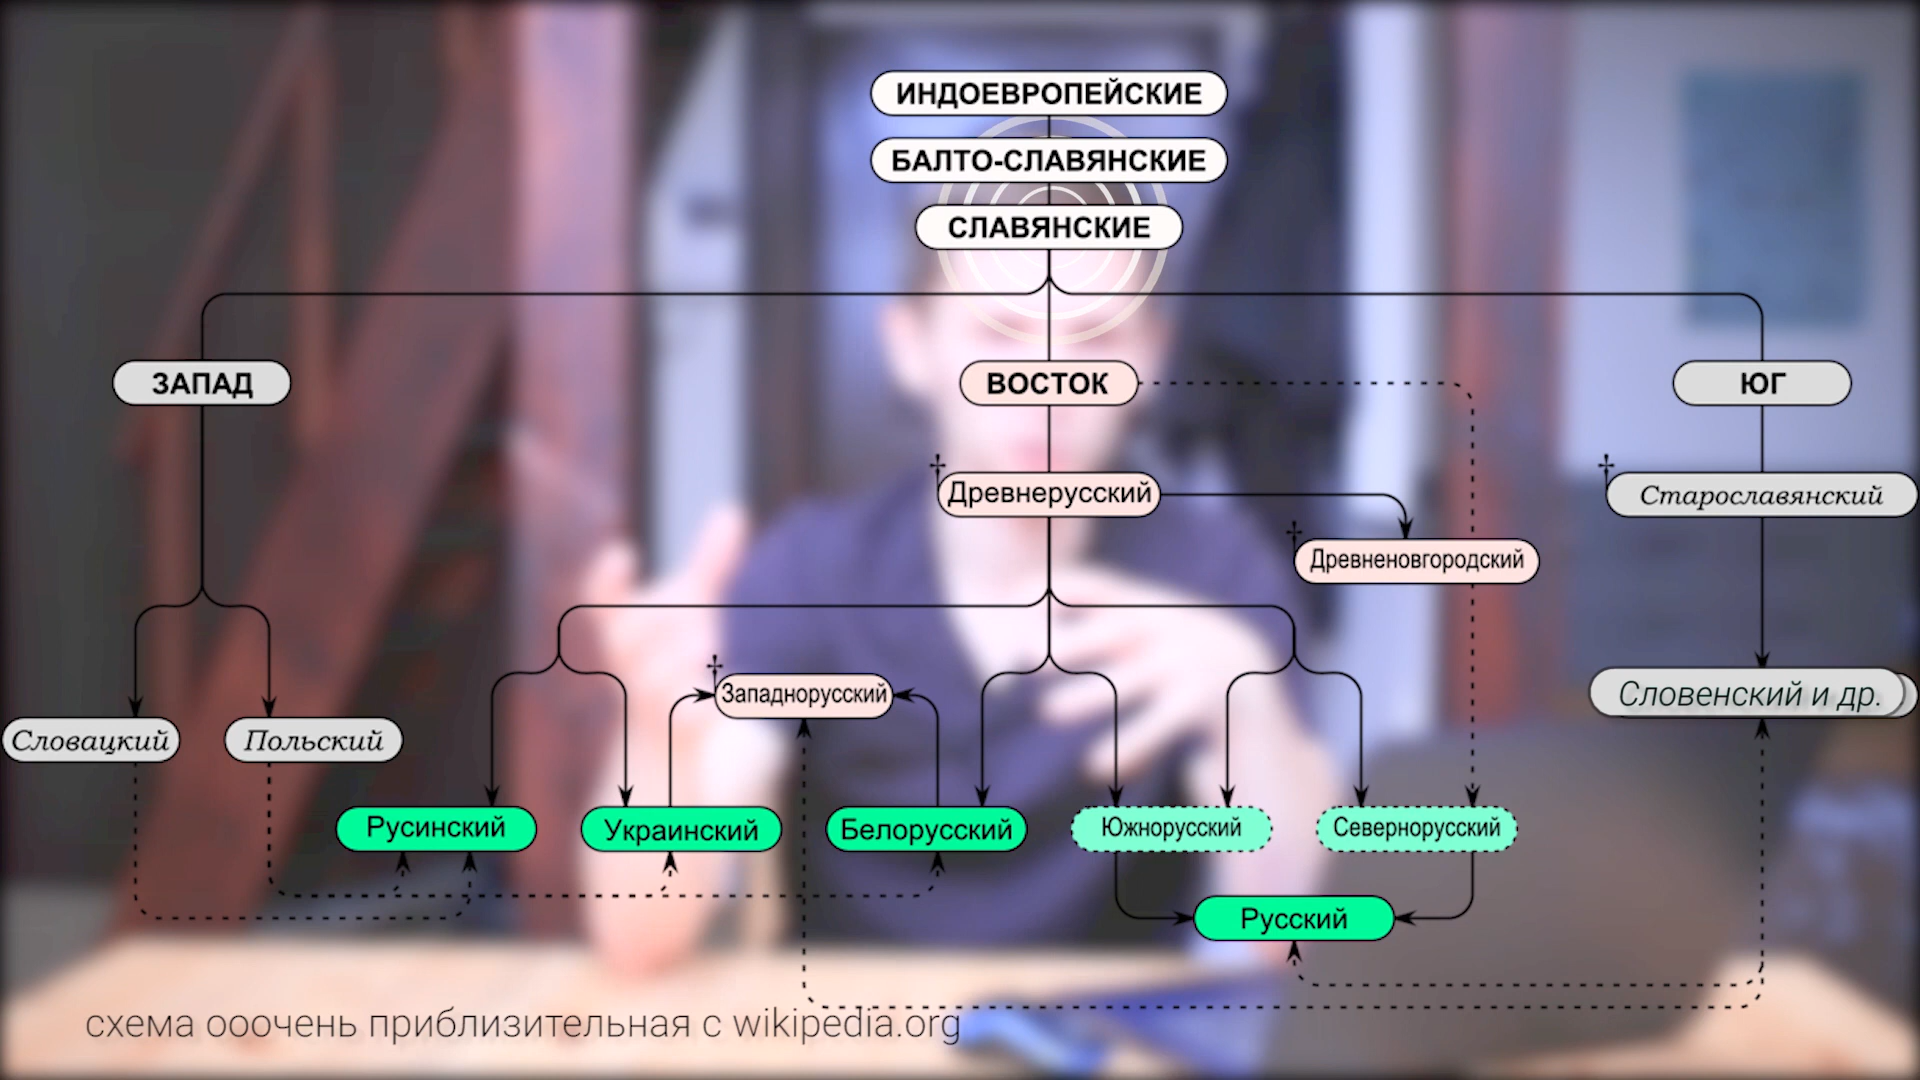 ИНДОЕВРОПЕЙСКИЕ
БАЛТО-СЛАВЯНСКИЕ
СЛАВЯНСКИЕ
ЗАПАД
ВОСТОК
ЮГ
Древнерусский
Старославянский
Древненовгородский
Западнорусский
Словенский и др.
Словацкий
Польский
Русинский
Украинский
Белорусский
Южнорусский
Севернорусский
Русский
схема ооочень приблизительная с wikipedia.org